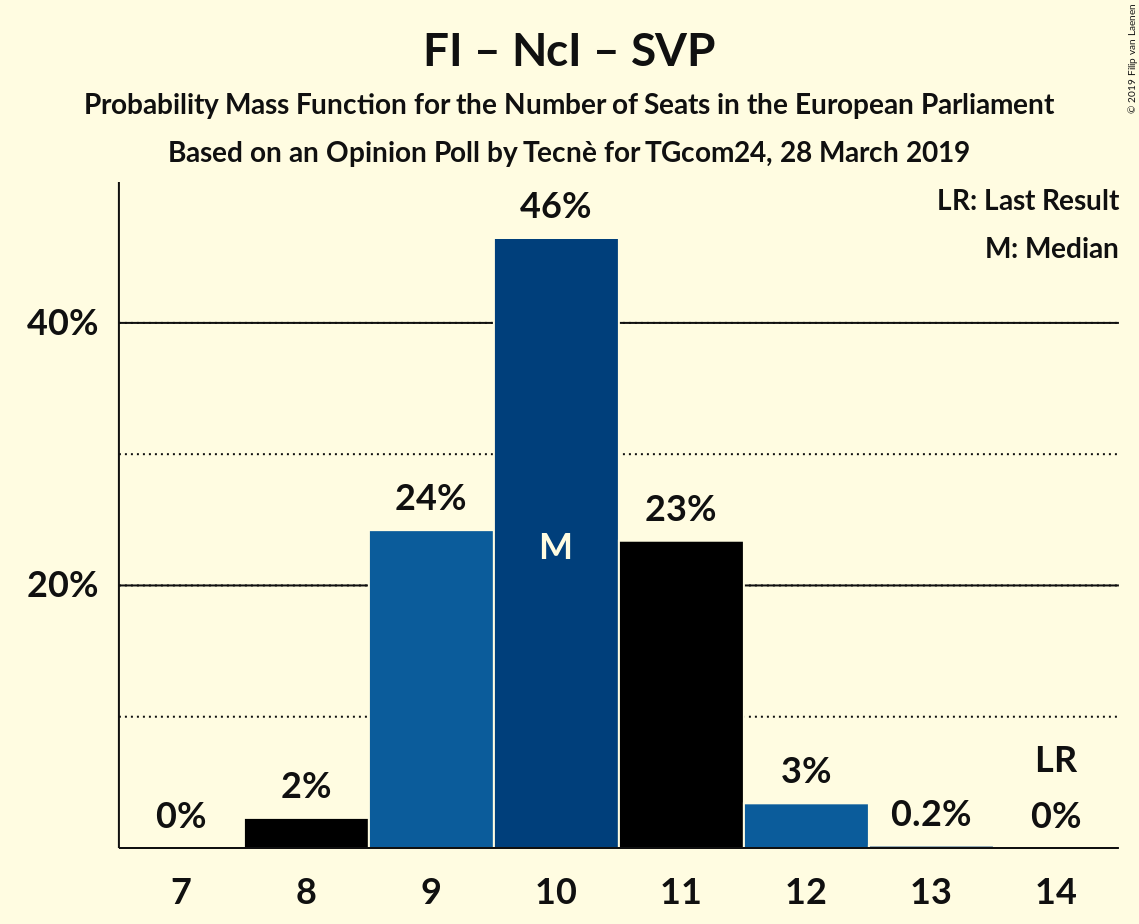 FI – NcI – SVP
Probability Mass Function for the Number of Seats in the European Parliament
Based on an Opinion Poll by Tecnè for TGcom24, 28 March 2019
© 2019 Filip van Laenen
LR: Last Result
M: Median
46%
40%
24%
23%
M
20%
LR
2%
3%
0%
0.2%
0%
7 8 9 10 11 12 13 14